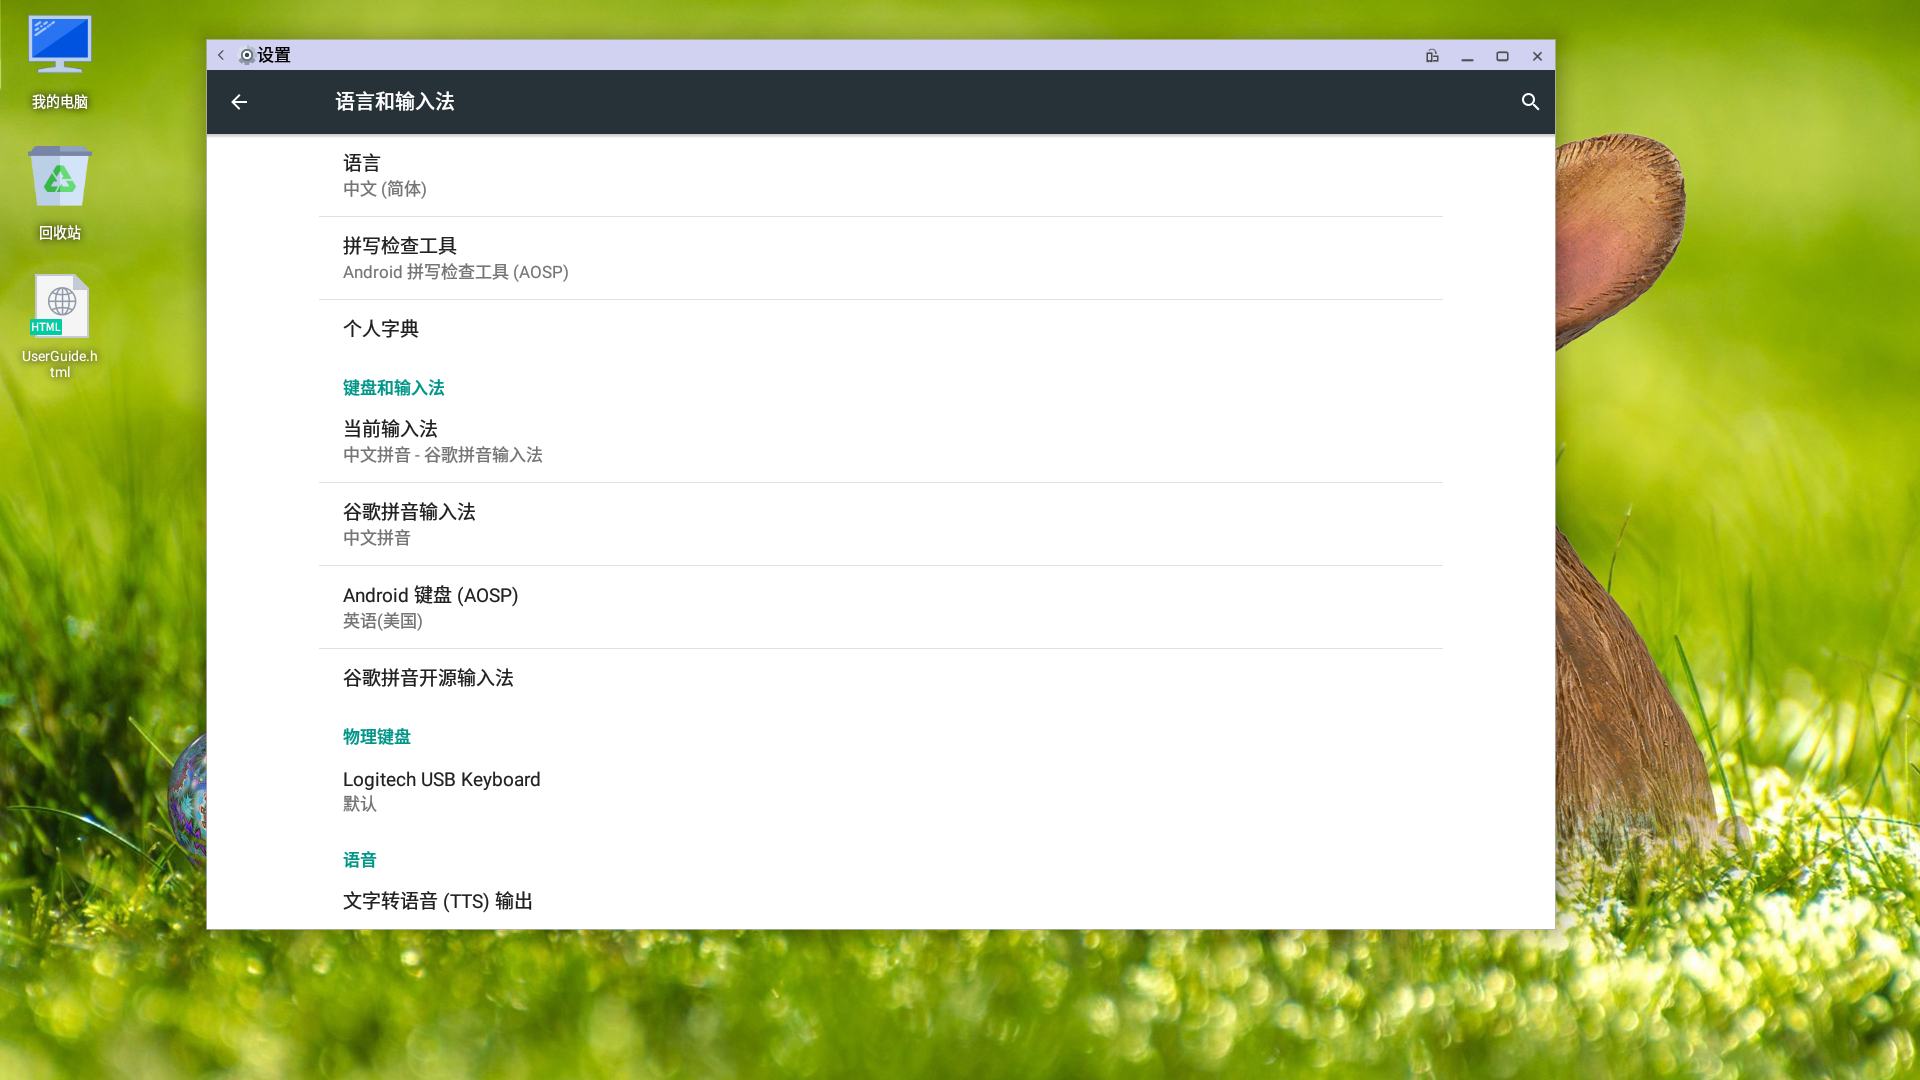 我的电脑
回收站
HTML
UserGuide.h
tml
设置
语言和输入法
语言
中文 (简体)
拼写检查工具
Android 拼写检查工具 (AOSP)
个人字典
键盘和输入法
当前输入法
中文拼音 - 谷歌拼音输入法
谷歌拼音输入法
中文拼音
Android 键盘 (AOSP)
英语(美国)
谷歌拼音开源输入法
物理键盘
Logitech USB Keyboard
默认
语音
文字转语音 (TTS) 输出